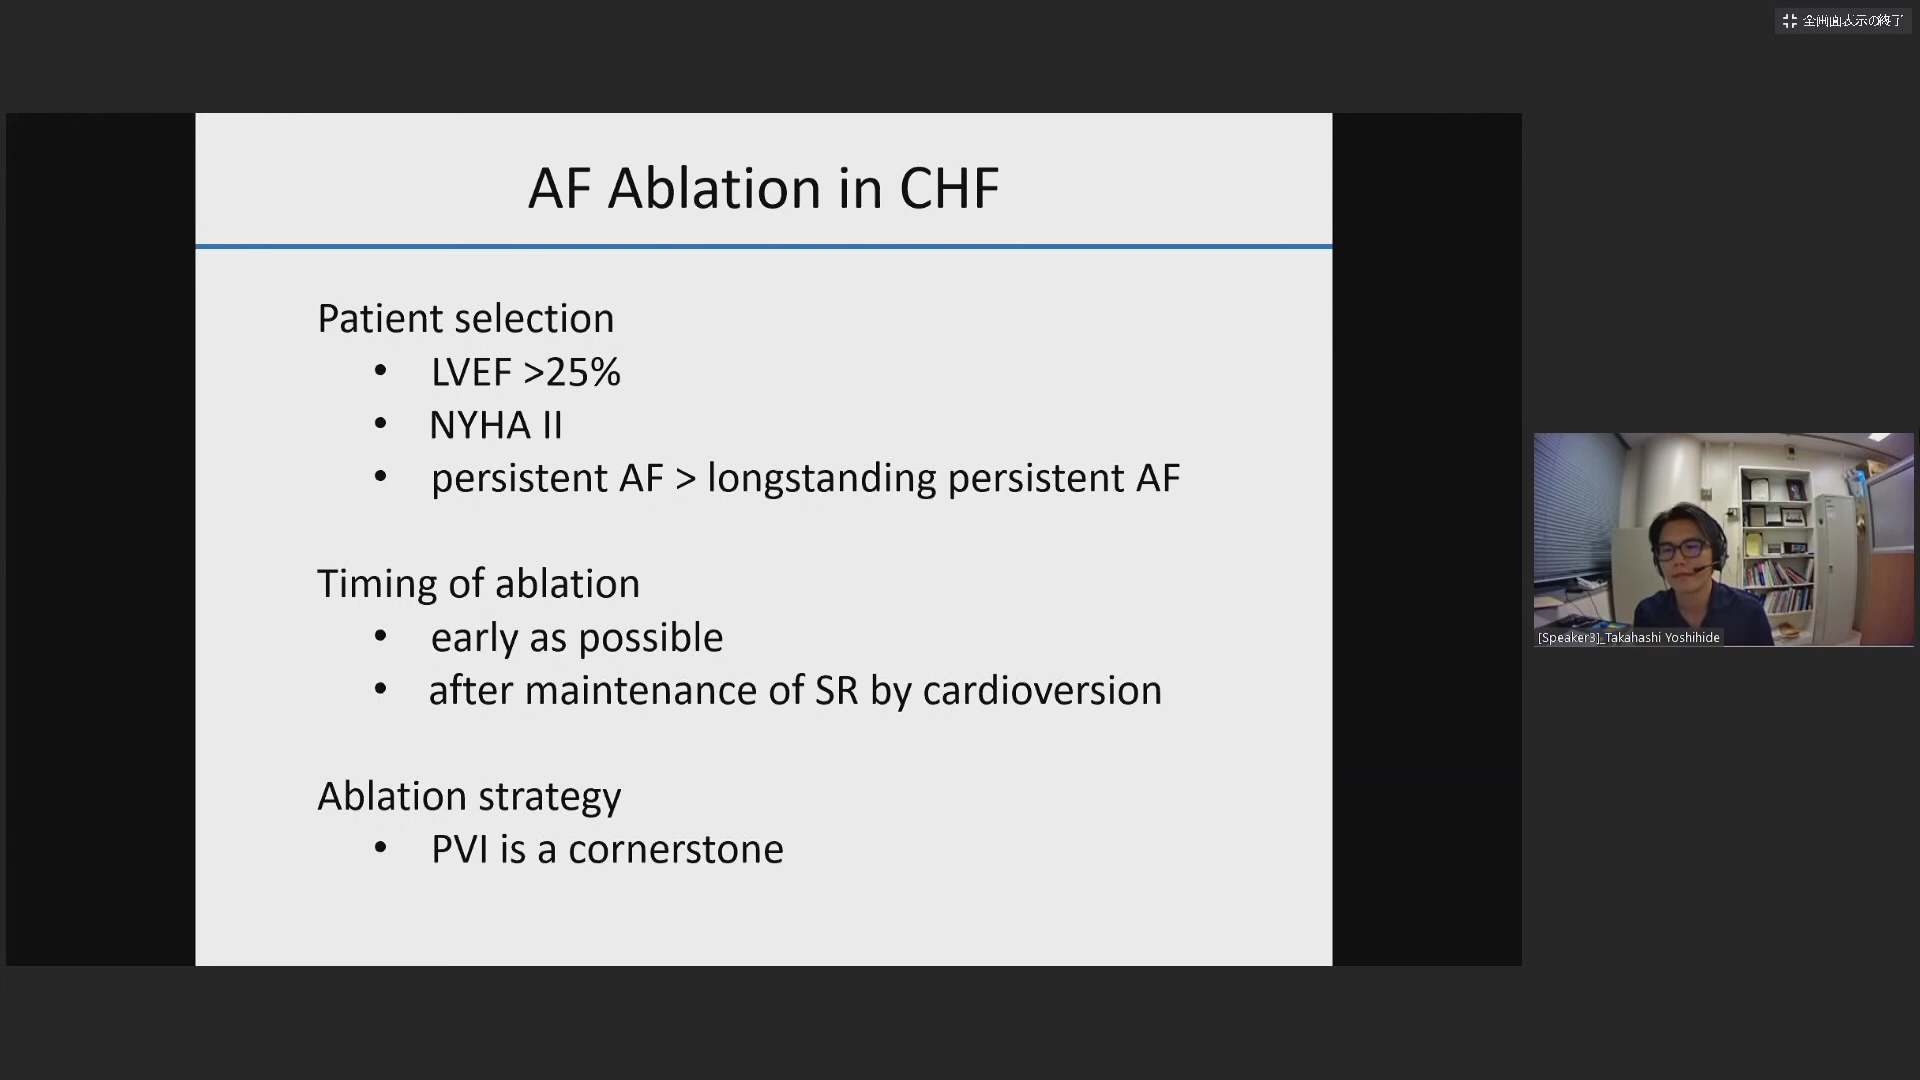 全画面表示の終了
AF Ablation in CHF
Patient selection
• LVEF >25%
• NYHA II
• persistent AF > longstanding persistent AF
Timing of ablation
• early as possible
• after maintenance of SR by cardioversion
Ablation strategy
• PVI is a cornerstone
[Speaker3]_Takahashi Yoshihide